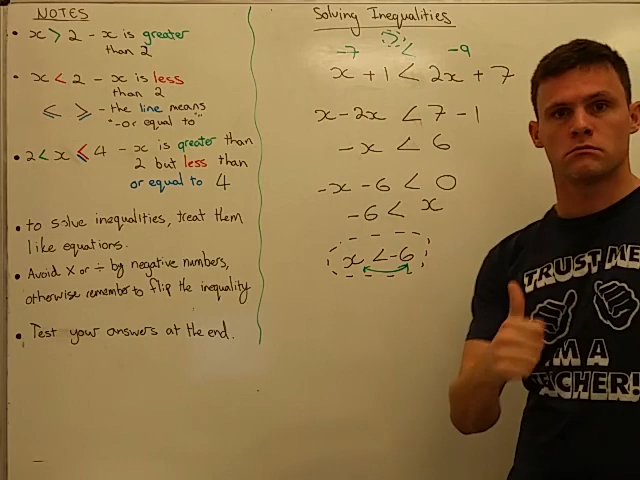 NOTES
• x > 2 - x is greater
than 2
• x < 2 - x is less
than 2
≤ ≥ - the line means
"-or equal to"
• 2 < x ≤ 4 - x is greater than
2 but less than
or equal to 4
• to solve inequalities, treat them
like equations.
• Avoid x or ÷ by negative numbers,
otherwise remember to flip the inequality
• Test your answers at the end.
Solving Inequalities
-7 > < -9
x + 1 < 2x + 7
x - 2x < 7 - 1
-x < 6
-x - 6 < 0
-6 < x
x < -6
TRUST ME
I'M A
TEACHER!